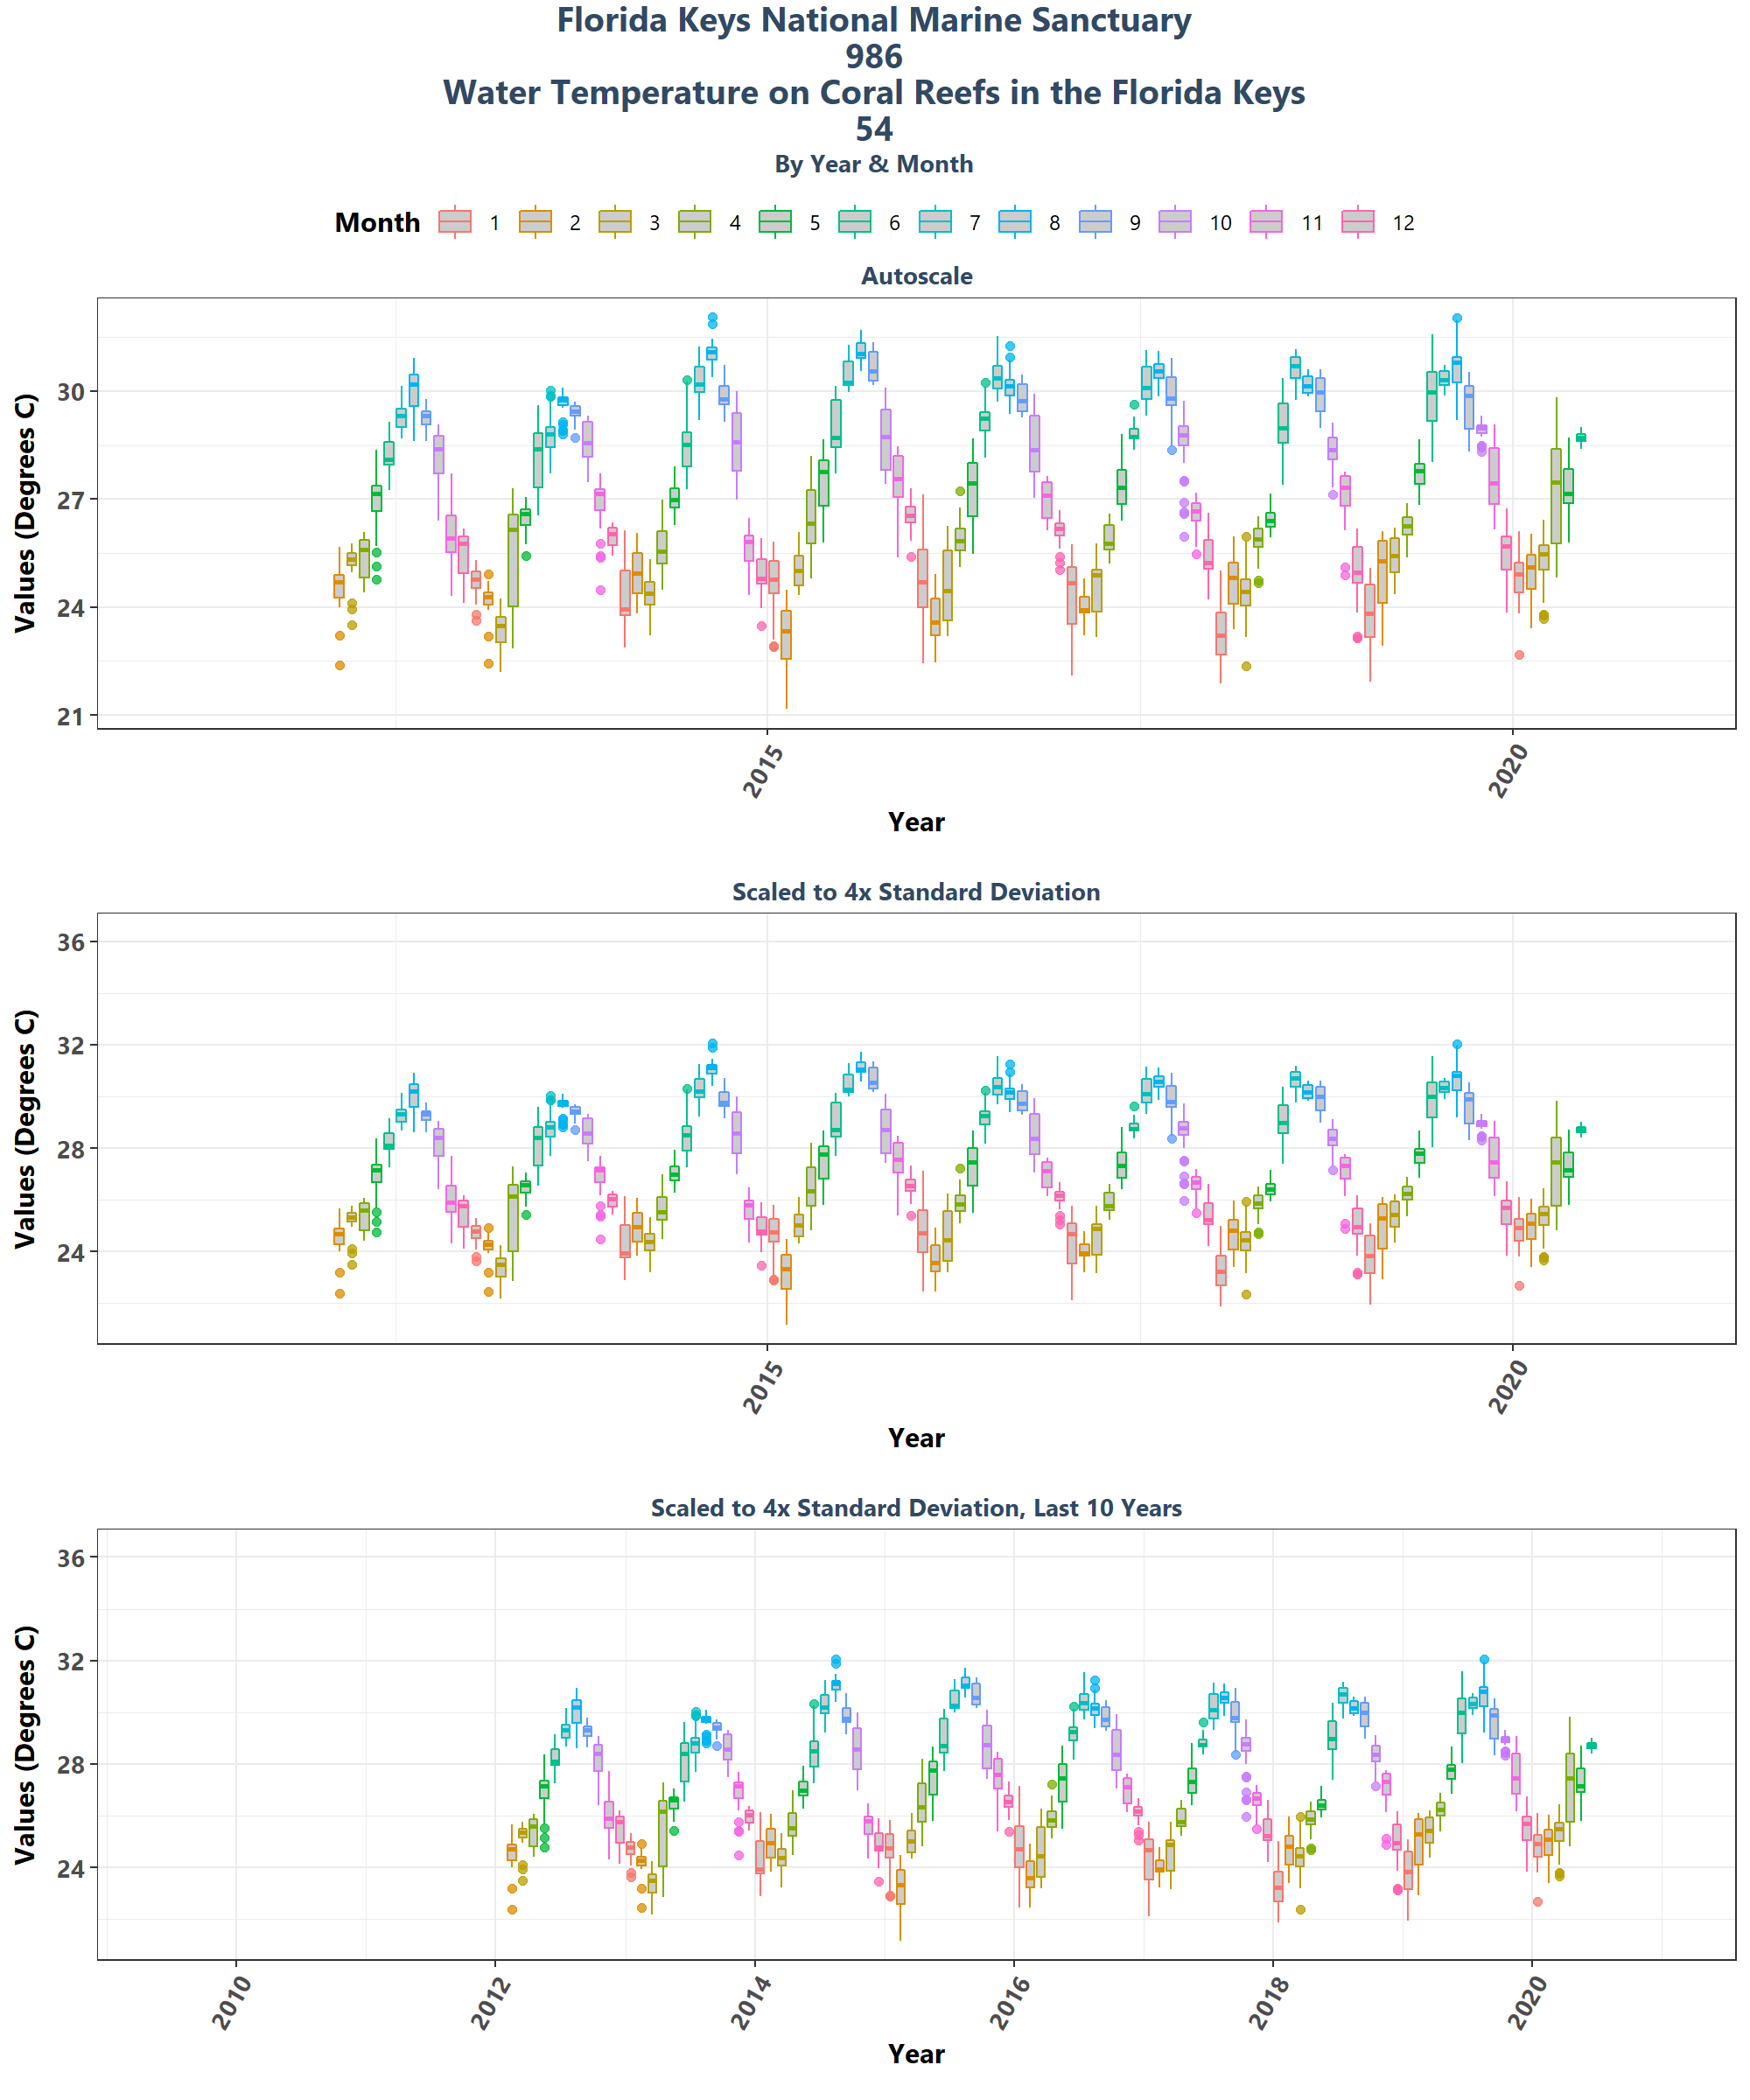 Florida Keys National Marine Sanctuary
986
Water Temperature on Coral Reefs in the Florida Keys
54
By Year & Month
Month 1 2 3 4 5 6 7 8 9 10 11 12
Autoscale
Values (Degrees C)
30
27
24
21
2015 2020
Year
Scaled to 4x Standard Deviation
Values (Degrees C)
36
32
28
24
2015 2020
Year
Scaled to 4x Standard Deviation, Last 10 Years
Values (Degrees C)
36
32
28
24
2010 2012 2014 2016 2018 2020
Year